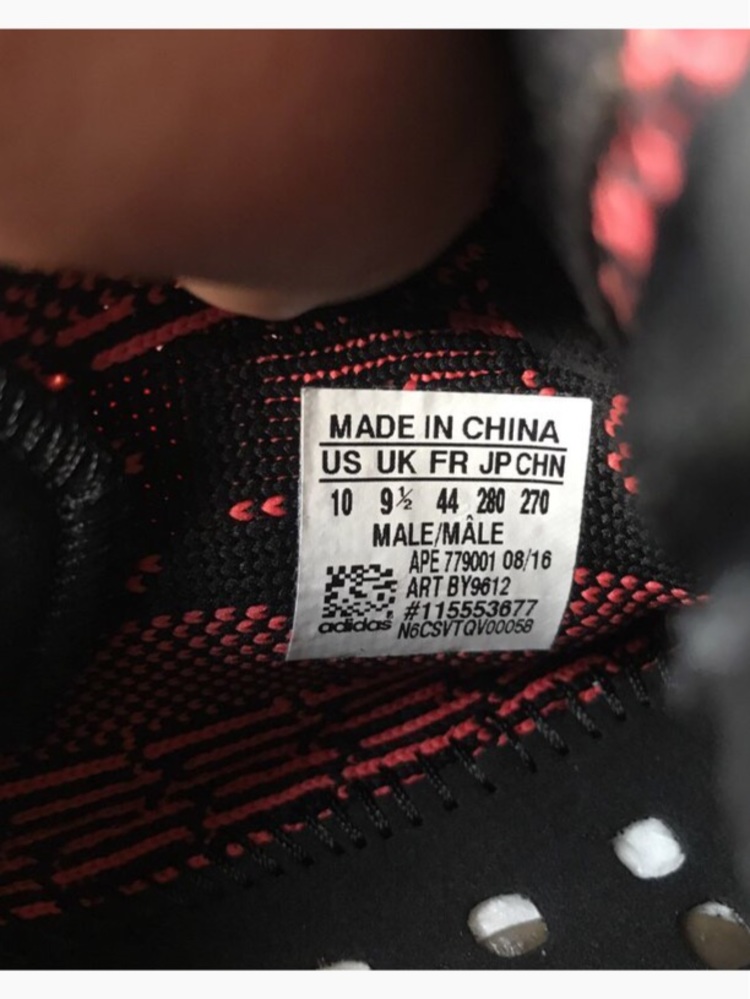 MADE IN CHINA
US UK FR JP CHN
10 9½ 44 280 270
MALE/MÂLE
APE 779001 08/16
ART BY9612
#115553677
adidas N6CSVTQV00058